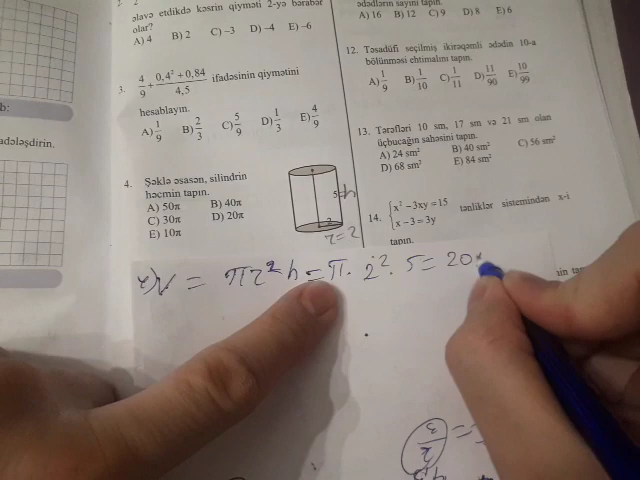 əlavə etdikdə kəsrin qiyməti 2-yə bərabər
olar?
A) 4 B) 2 C) −3 D) −4 E) −6
3. 4/9 + (0,4² + 0,84)/4,5 ifadəsinin qiymətini
hesablayın.
A) 1/9 B) 2/3 C) 5/9 D) 1/3 E) 4/9
4. Şəklə əsasən, silindrin
həcmin tapın.
A) 50π B) 40π
C) 30π D) 20π
E) 10π
5 = h
2
r = 2
ədədlərin sayını tapın.
A) 16 B) 12 C) 9 D) 8 E) 6
12. Təsadüfi seçilmiş ikirəqəmli ədədin 10-a
bölünməsi ehtimalını tapın.
A) 1/9 B) 1/10 C) 1/11 D) 11/90 E) 10/99
13. Tərəfləri 10 sm, 17 sm və 21 sm olan
üçbucağın sahəsini tapın.
A) 24 sm² B) 40 sm² C) 56 sm²
D) 68 sm² E) 84 sm²
14. { x² − 3xy = 15
x − 3 = 3y tənliklər sistemindən x-i
tapın.
b:
adələşdirin.
V = πr²h = π. 2². 5 = 20
2/3